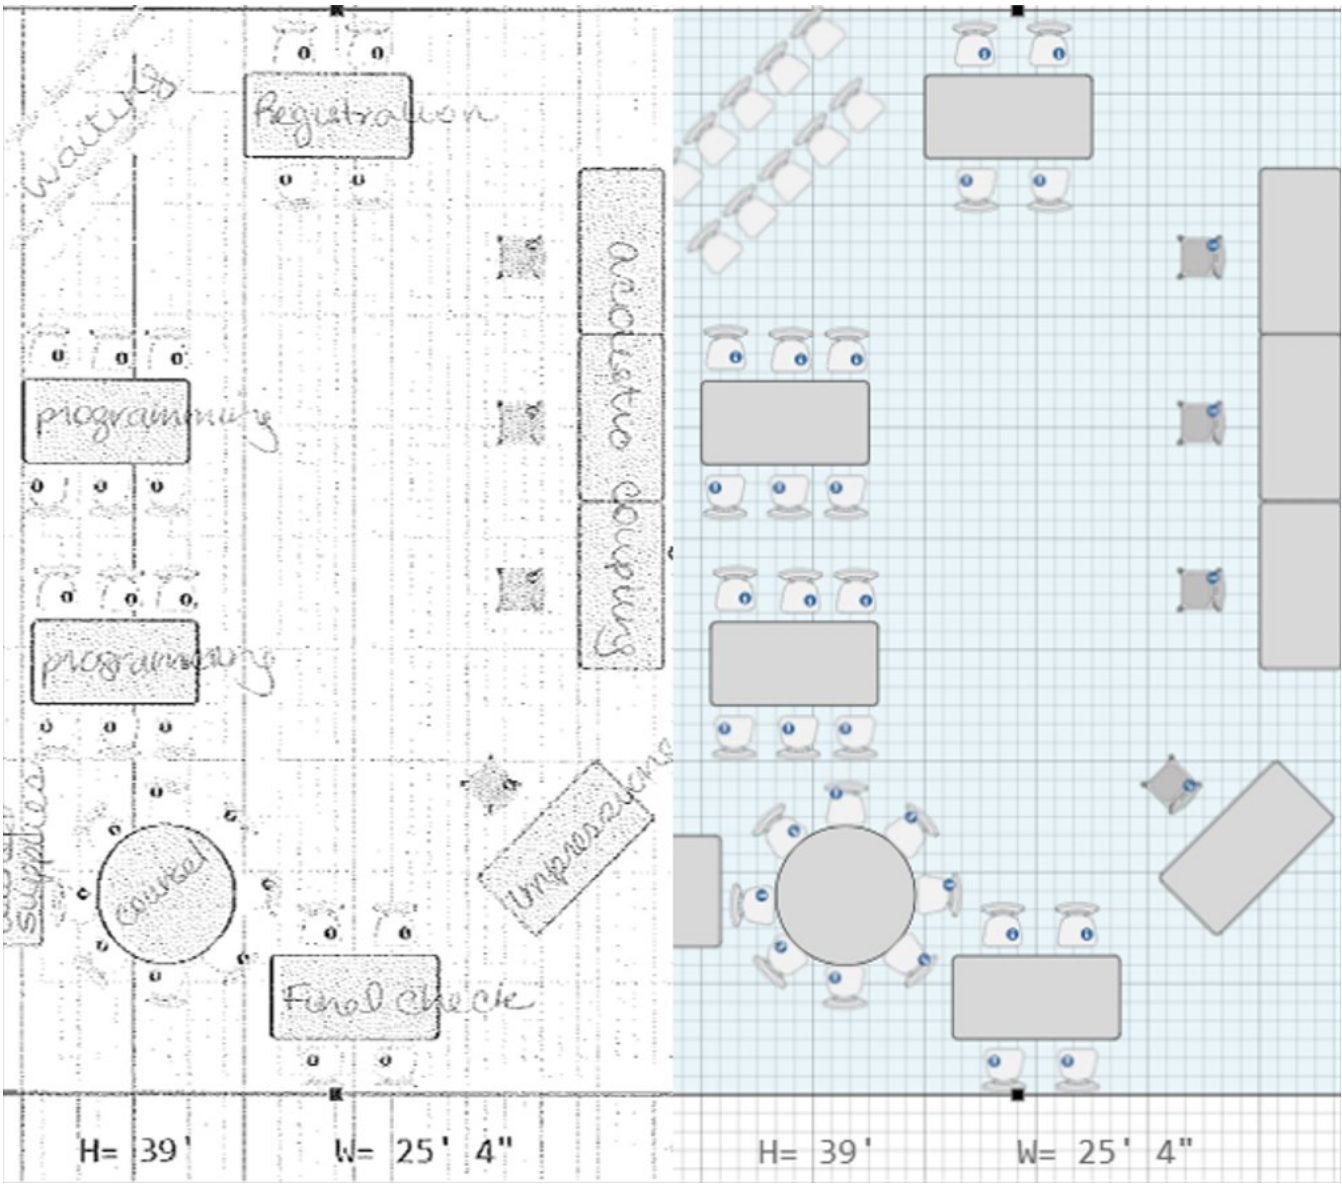 waiting
Registration
acoustic coupling
programming
programming
supplies
counsel
impressions
Final check
H= 39' W= 25' 4"
H= 39' W= 25' 4"